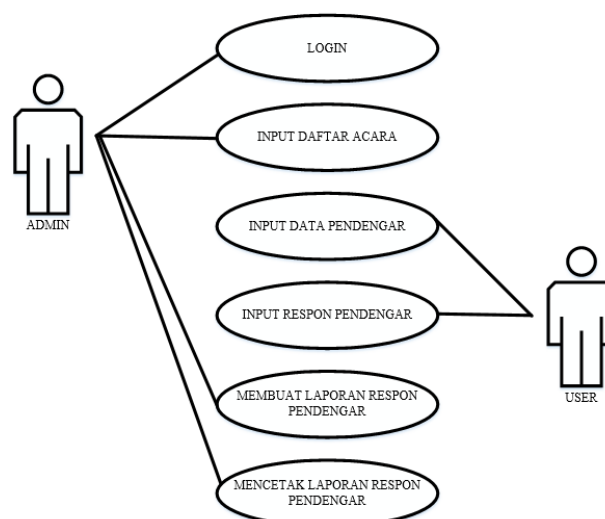 LOGIN
INPUT DAFTAR ACARA
ADMIN
INPUT DATA PENDENGAR
INPUT RESPON PENDENGAR
USER
MEMBUAT LAPORAN RESPON
PENDENGAR
MENCETAK LAPORAN RESPON
PENDENGAR